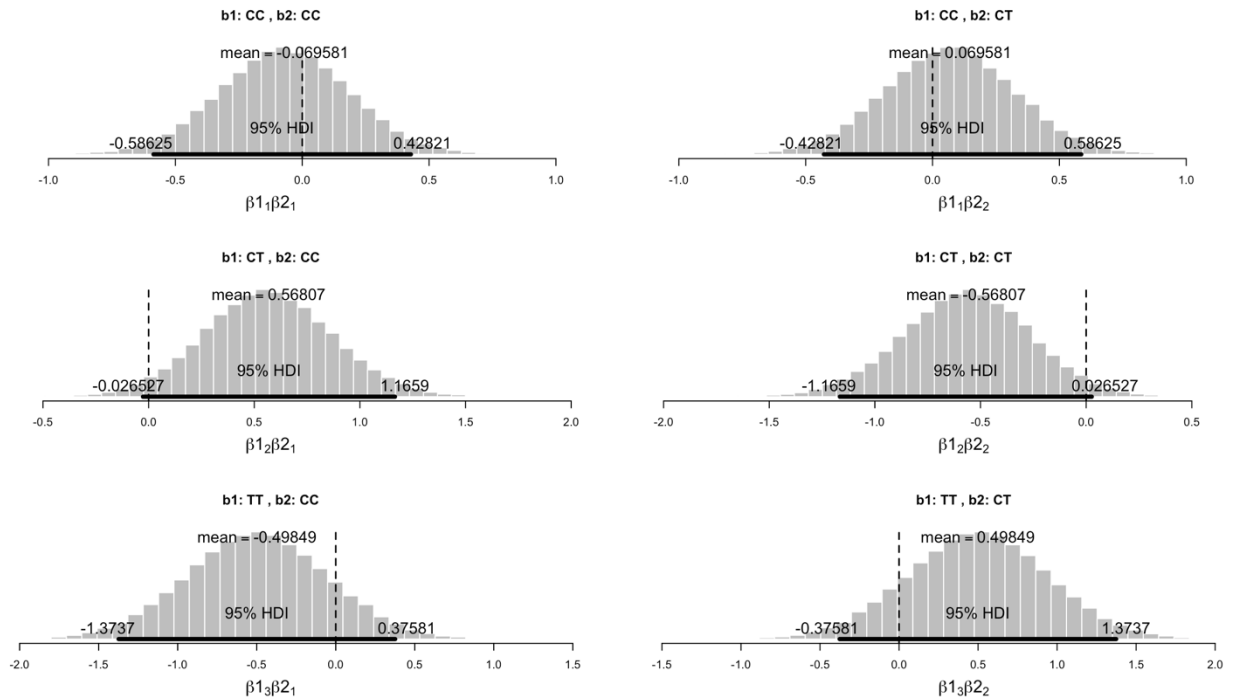 b1: CC , b2: CC
mean = -0.069581
95% HDI
-0.58625 0.42821
-1.0 -0.5 0.0 0.5 1.0
β1₁β2₁
b1: CC , b2: CT
mean = 0.069581
95% HDI
-0.42821 0.58625
-1.0 -0.5 0.0 0.5 1.0
β1₁β2₂
b1: CT , b2: CC
mean = 0.56807
95% HDI
-0.026527 1.1659
-0.5 0.0 0.5 1.0 1.5 2.0
β1₂β2₁
b1: CT , b2: CT
mean = -0.56807
95% HDI
-1.1659 0.026527
-2.0 -1.5 -1.0 -0.5 0.0 0.5
β1₂β2₂
b1: TT , b2: CC
mean = -0.49849
95% HDI
-1.3737 0.37581
-2.0 -1.5 -1.0 -0.5 0.0 0.5 1.0 1.5
β1₃β2₁
b1: TT , b2: CT
mean = 0.49849
95% HDI
-0.37581 1.3737
-1.5 -1.0 -0.5 0.0 0.5 1.0 1.5 2.0
β1₃β2₂